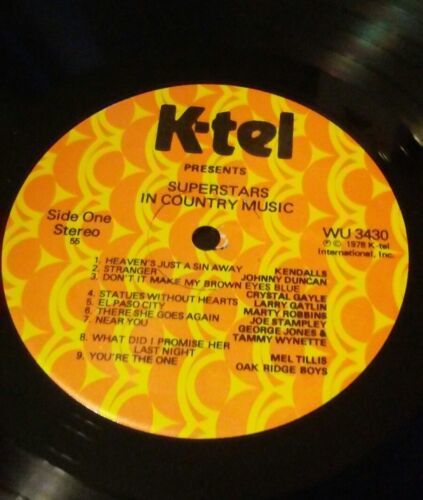 K-tel
PRESENTS
SUPERSTARS
IN COUNTRY MUSIC
Side One
Stereo
55
WU 3430
℗ © 1978 K-tel
International, Inc.
1. HEAVEN'S JUST A SIN AWAY KENDALLS
2. STRANGER JOHNNY DUNCAN
3. DON'T IT MAKE MY BROWN EYES BLUE
CRYSTAL GAYLE
4. STATUES WITHOUT HEARTS LARRY GATLIN
5. EL PASO CITY MARTY ROBBINS
6. THERE SHE GOES AGAIN JOE STAMPLEY
7. NEAR YOU GEORGE JONES &
TAMMY WYNETTE
8. WHAT DID I PROMISE HER
LAST NIGHT MEL TILLIS
9. YOU'RE THE ONE OAK RIDGE BOYS